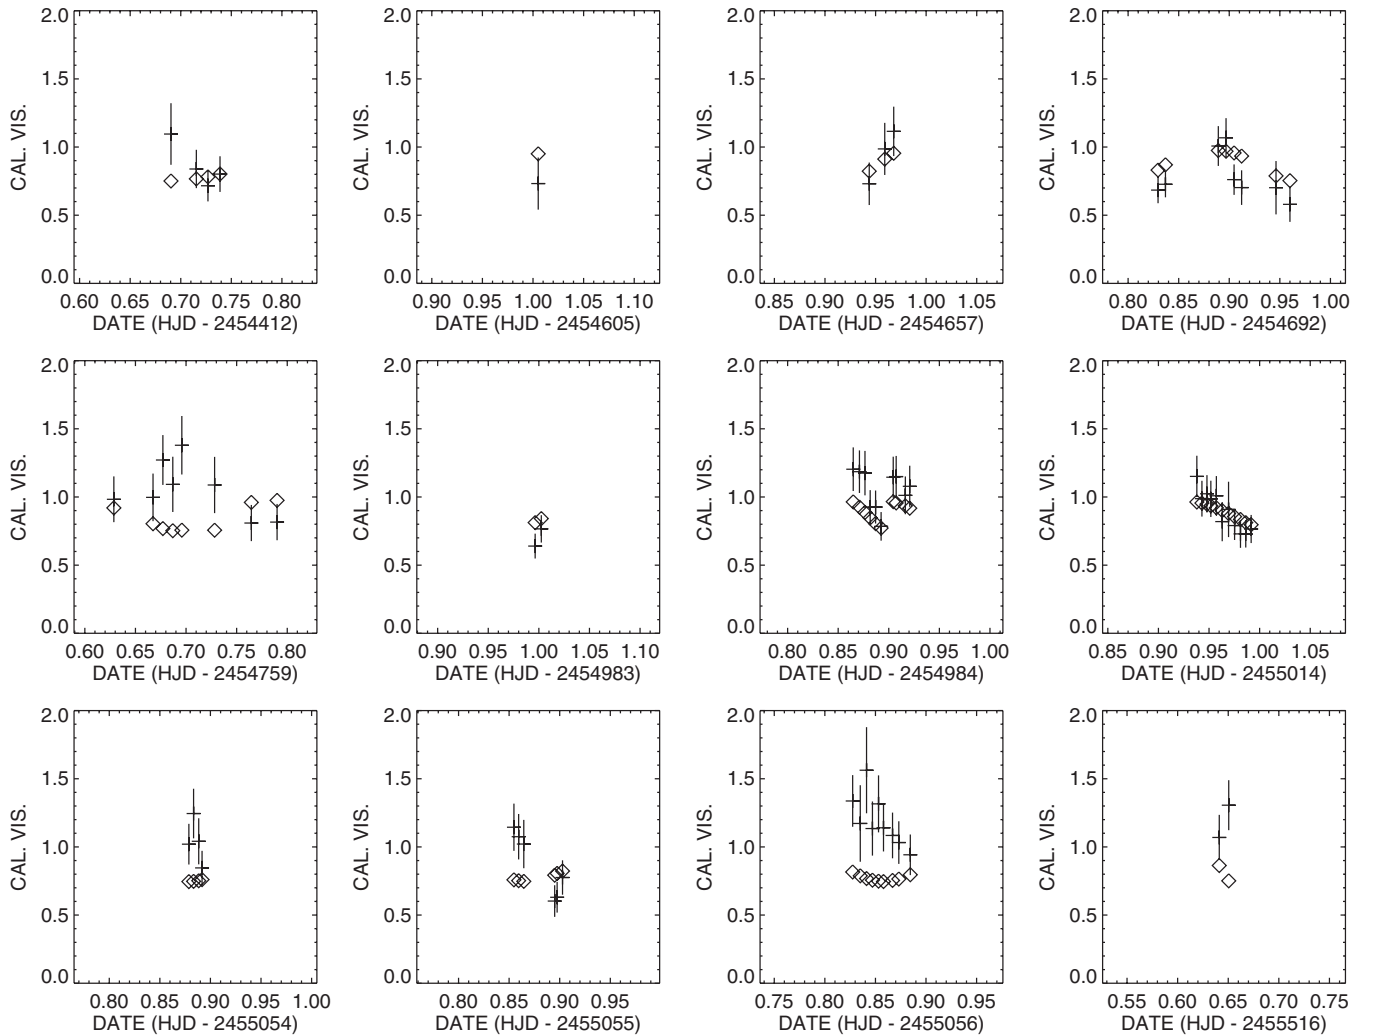 2.0 2.0 2.0 2.0
1.5 1.5 1.5 1.5
CAL. VIS. CAL. VIS. CAL. VIS. CAL. VIS.
1.0 1.0 1.0 1.0
0.5 0.5 0.5 0.5
0.0 0.0 0.0 0.0
0.60 0.65 0.70 0.75 0.80 0.90 0.95 1.00 1.05 1.10 0.85 0.90 0.95 1.00 1.05 0.80 0.85 0.90 0.95 1.00
DATE (HJD - 2454412) DATE (HJD - 2454605) DATE (HJD - 2454657) DATE (HJD - 2454692)
2.0 2.0 2.0 2.0
1.5 1.5 1.5 1.5
CAL. VIS. CAL. VIS. CAL. VIS. CAL. VIS.
1.0 1.0 1.0 1.0
0.5 0.5 0.5 0.5
0.0 0.0 0.0 0.0
0.60 0.65 0.70 0.75 0.80 0.90 0.95 1.00 1.05 1.10 0.80 0.85 0.90 0.95 1.00 0.85 0.90 0.95 1.00 1.05
DATE (HJD - 2454759) DATE (HJD - 2454983) DATE (HJD - 2454984) DATE (HJD - 2455014)
2.0 2.0 2.0 2.0
1.5 1.5 1.5 1.5
CAL. VIS. CAL. VIS. CAL. VIS. CAL. VIS.
1.0 1.0 1.0 1.0
0.5 0.5 0.5 0.5
0.0 0.0 0.0 0.0
0.80 0.85 0.90 0.95 1.00 0.80 0.85 0.90 0.95 0.75 0.80 0.85 0.90 0.95 0.55 0.60 0.65 0.70 0.75
DATE (HJD - 2455054) DATE (HJD - 2455055) DATE (HJD - 2455056) DATE (HJD - 2455516)